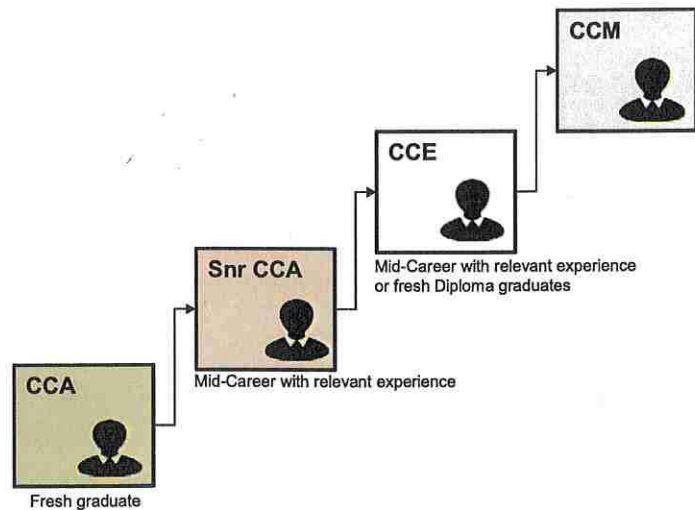 CCM
CCE
Mid-Career with relevant experience
or fresh Diploma graduates
Snr CCA
Mid-Career with relevant experience
CCA
Fresh graduate